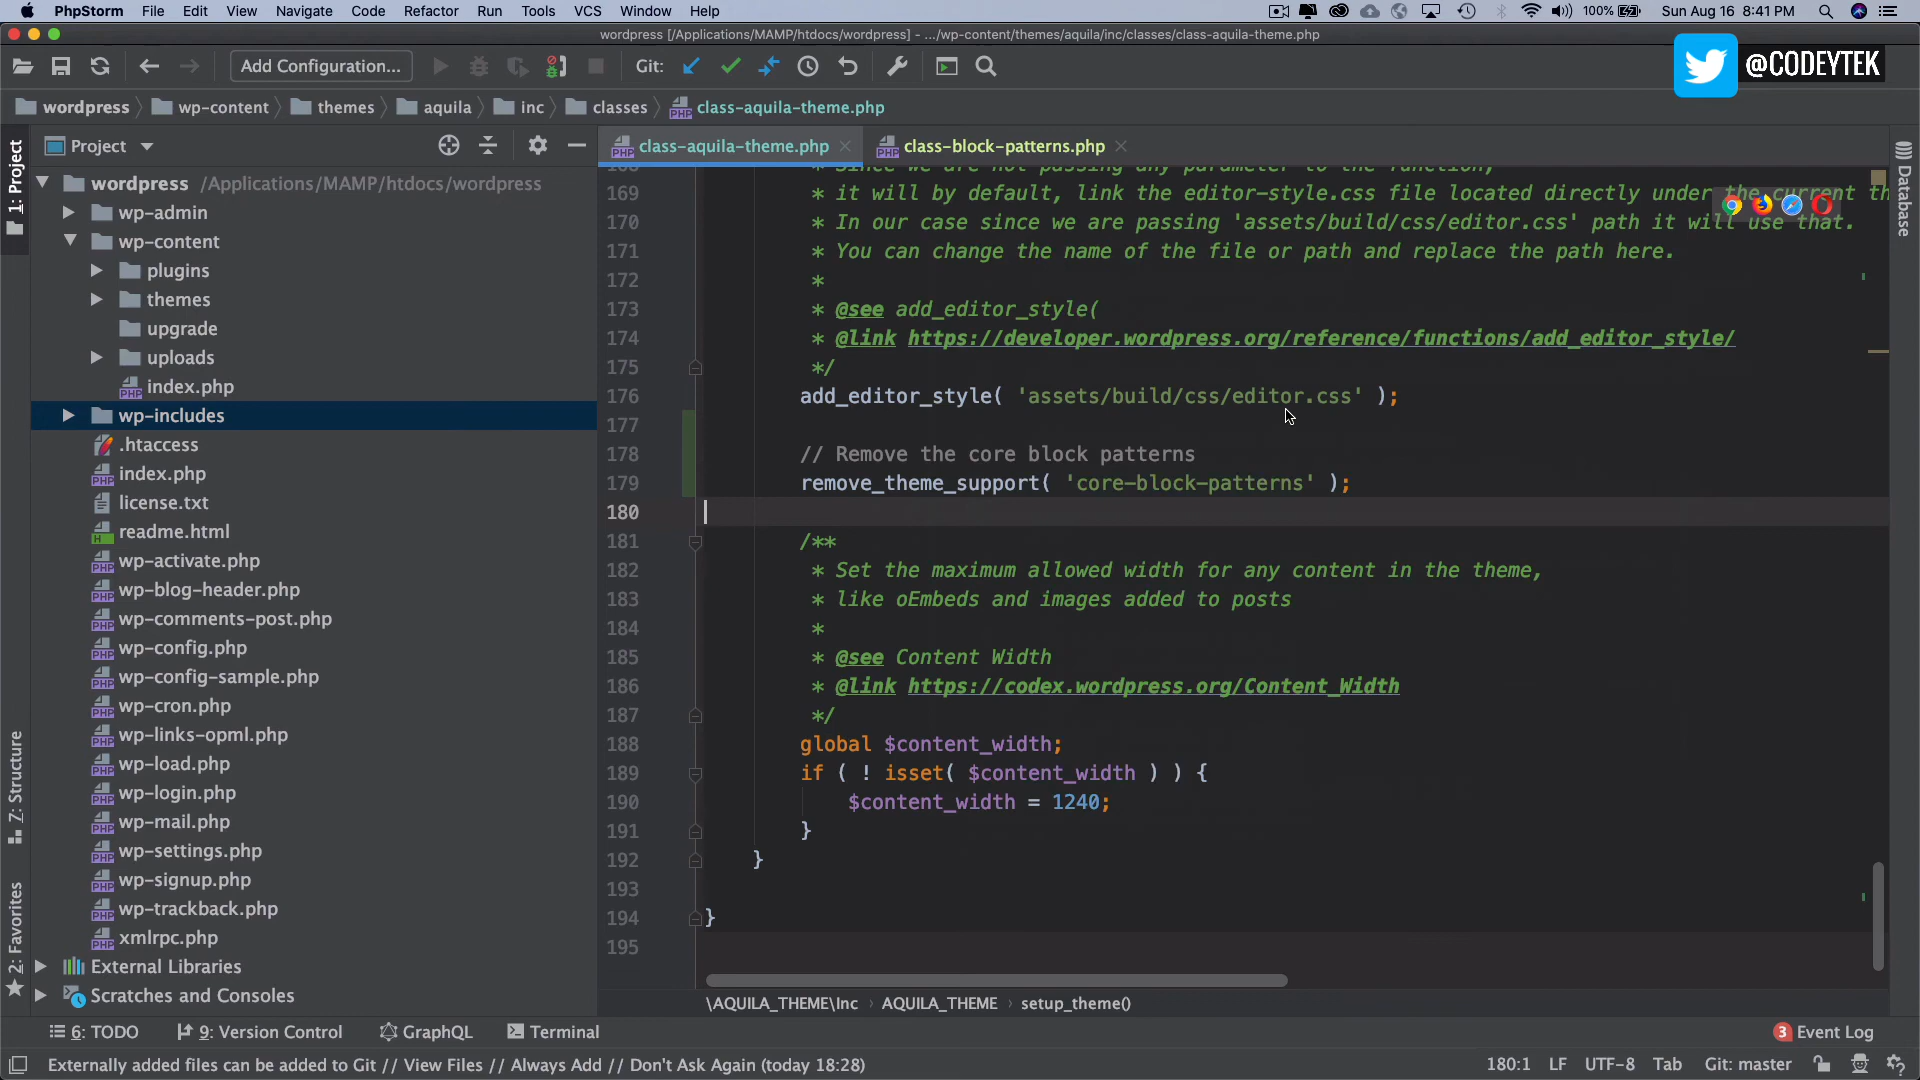 PhpStorm File Edit View Navigate Code Refactor Run Tools VCS Window Help 100% Sun Aug 16 8:41 PM
wordpress [/Applications/MAMP/htdocs/wordpress] - .../wp-content/themes/aquila/inc/classes/class-aquila-theme.php
Add Configuration... Git: @CODEYTEK
wordpress wp-content themes aquila inc classes class-aquila-theme.php
Project
class-aquila-theme.php class-block-patterns.php
1: Project
Z: Structure
2: Favorites
Database
wordpress /Applications/MAMP/htdocs/wordpress
wp-admin
wp-content
plugins
themes
upgrade
uploads
index.php
wp-includes
.htaccess
index.php
license.txt
readme.html
wp-activate.php
wp-blog-header.php
wp-comments-post.php
wp-config.php
wp-config-sample.php
wp-cron.php
wp-links-opml.php
wp-load.php
wp-login.php
wp-mail.php
wp-settings.php
wp-signup.php
wp-trackback.php
xmlrpc.php
External Libraries
Scratches and Consoles
168 * Since we are not passing any parameter to the function,
169 * it will by default, link the editor-style.css file located directly under the current th
170 * In our case since we are passing 'assets/build/css/editor.css' path it will use that.
171 * You can change the name of the file or path and replace the path here.
172 *
173 * @see add_editor_style(
174 * @link https://developer.wordpress.org/reference/functions/add_editor_style/
175 */
176 add_editor_style( 'assets/build/css/editor.css' );
177
178 // Remove the core block patterns
179 remove_theme_support( 'core-block-patterns' );
180
181 /**
182 * Set the maximum allowed width for any content in the theme,
183 * like oEmbeds and images added to posts
184 *
185 * @see Content Width
186 * @link https://codex.wordpress.org/Content_Width
187 */
188 global $content_width;
189 if ( ! isset( $content_width ) ) {
190 $content_width = 1240;
191 }
192 }
193
194 }
195
\AQUILA_THEME\Inc › AQUILA_THEME › setup_theme()
6: TODO 9: Version Control GraphQL Terminal 3 Event Log
Externally added files can be added to Git // View Files // Always Add // Don't Ask Again (today 18:28) 180:1 LF UTF-8 Tab Git: master